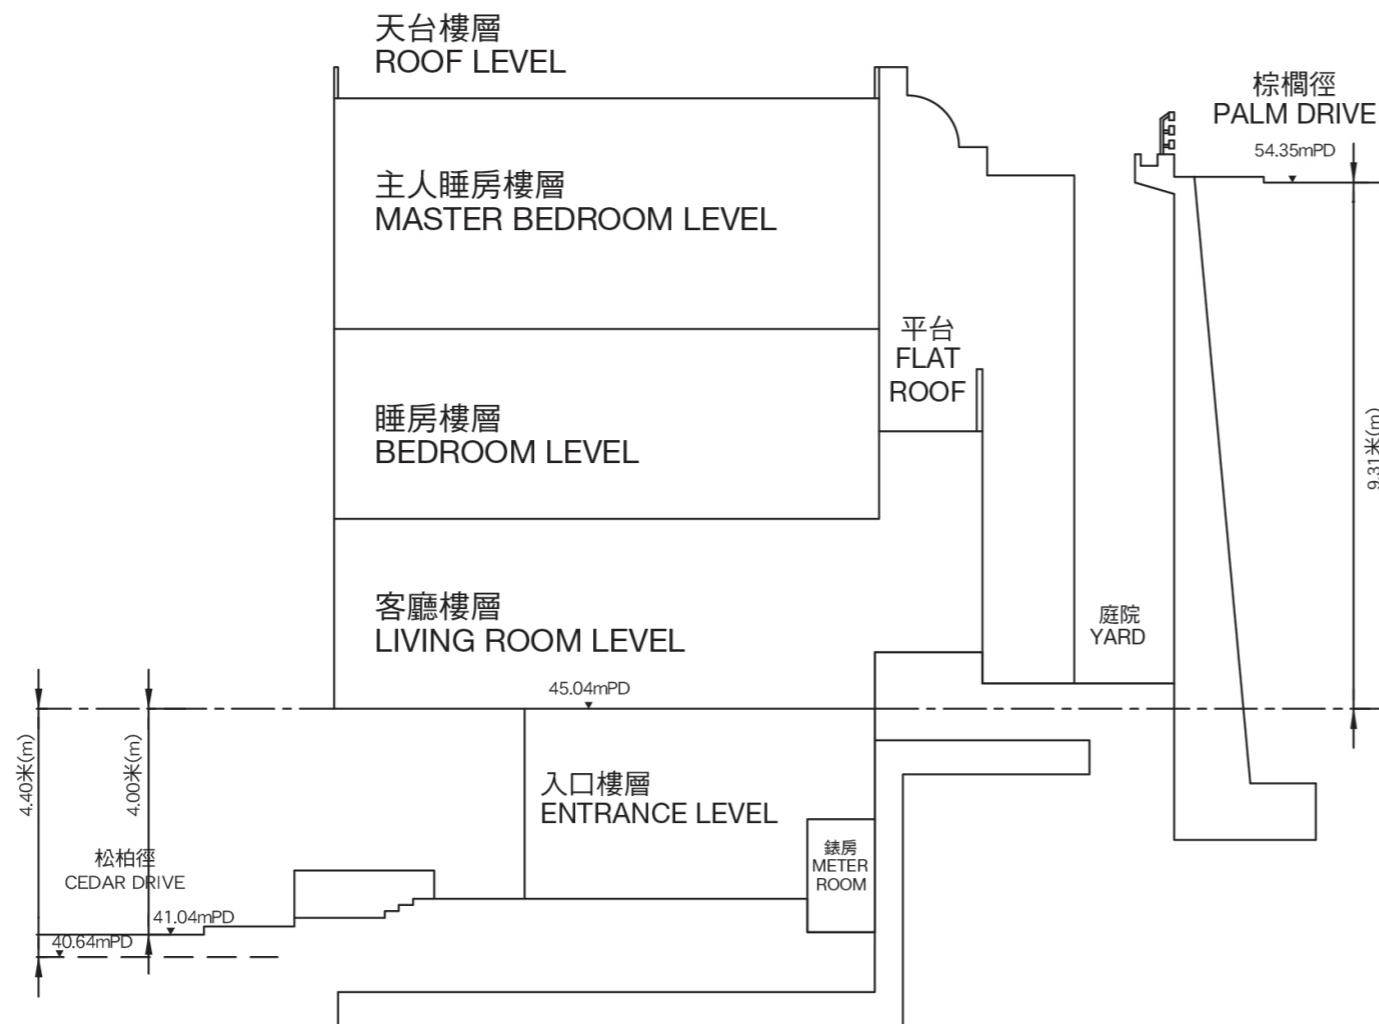 天台樓層
ROOF LEVEL
棕櫚徑
PALM DRIVE
54.35mPD
主人睡房樓層
MASTER BEDROOM LEVEL
平台
FLAT
ROOF
睡房樓層
BEDROOM LEVEL
9.31米(m)
客廳樓層
LIVING ROOM LEVEL
庭院
YARD
45.04mPD
4.40米(m)
4.00米(m)
入口樓層
ENTRANCE LEVEL
錶房
METER
ROOM
松柏徑
CEDAR DRIVE
41.04mPD
40.64mPD